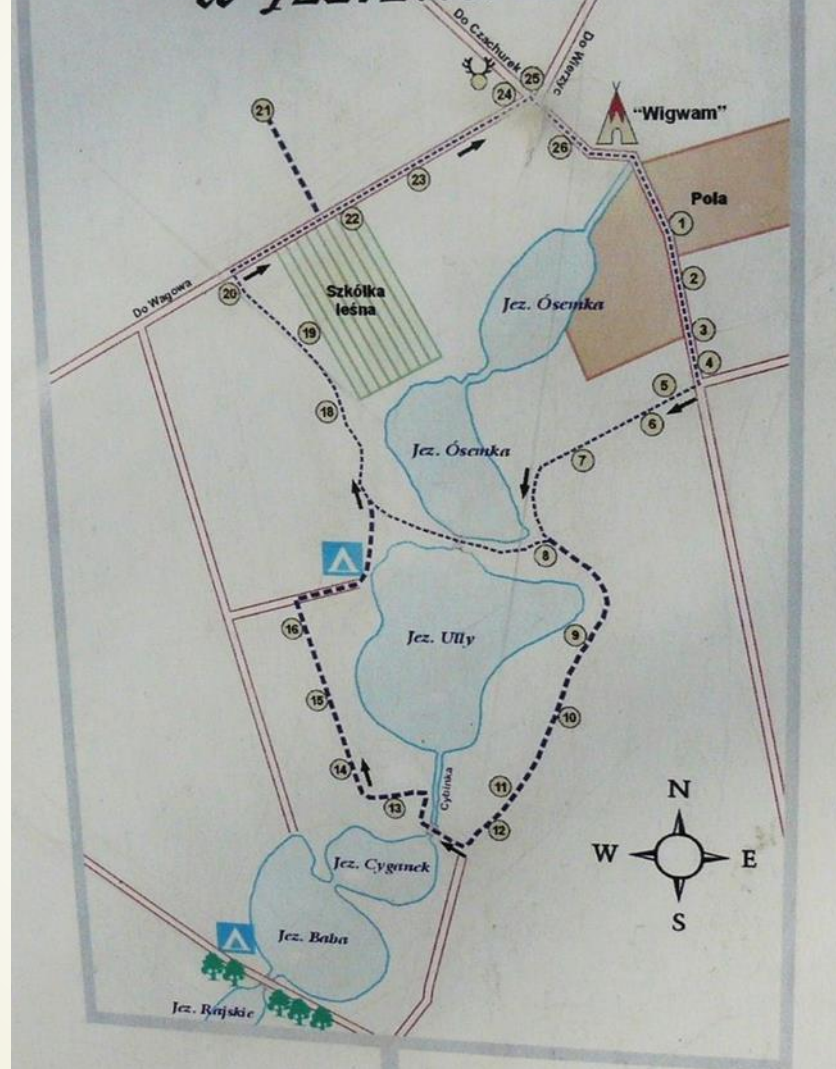 Do Czachurek
Do Wierzyc
25
24
21
"Wigwam"
26
23
Pola
22
1
2
Do Wagowa
20
Szkółka
leśna
Jez. Ósemka
19
3
4
5
6
18
7
Jez. Ósemka
8
16
Jez. Ully
9
15
10
14
13
Cybinka
11
12
N
W
E
S
Jez. Cyganek
Jez. Baba
Jez. Rajskie